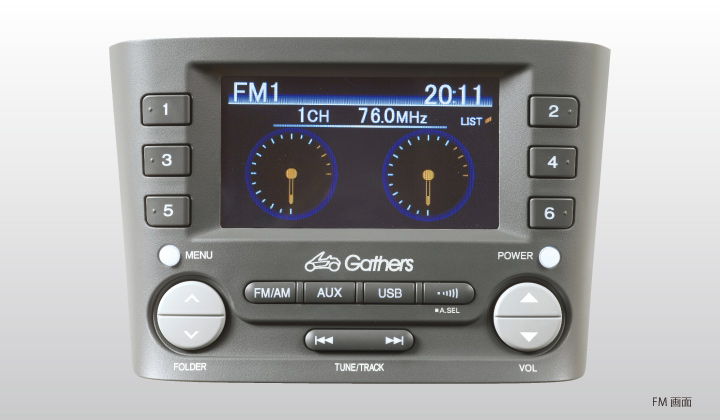 FM1 20:11
1CH 76.0MHz LIST
1 2
3 4
5 6
MENU POWER
Gathers
FM/AM AUX USB
A.SEL
FOLDER TUNE/TRACK VOL
FM 画面